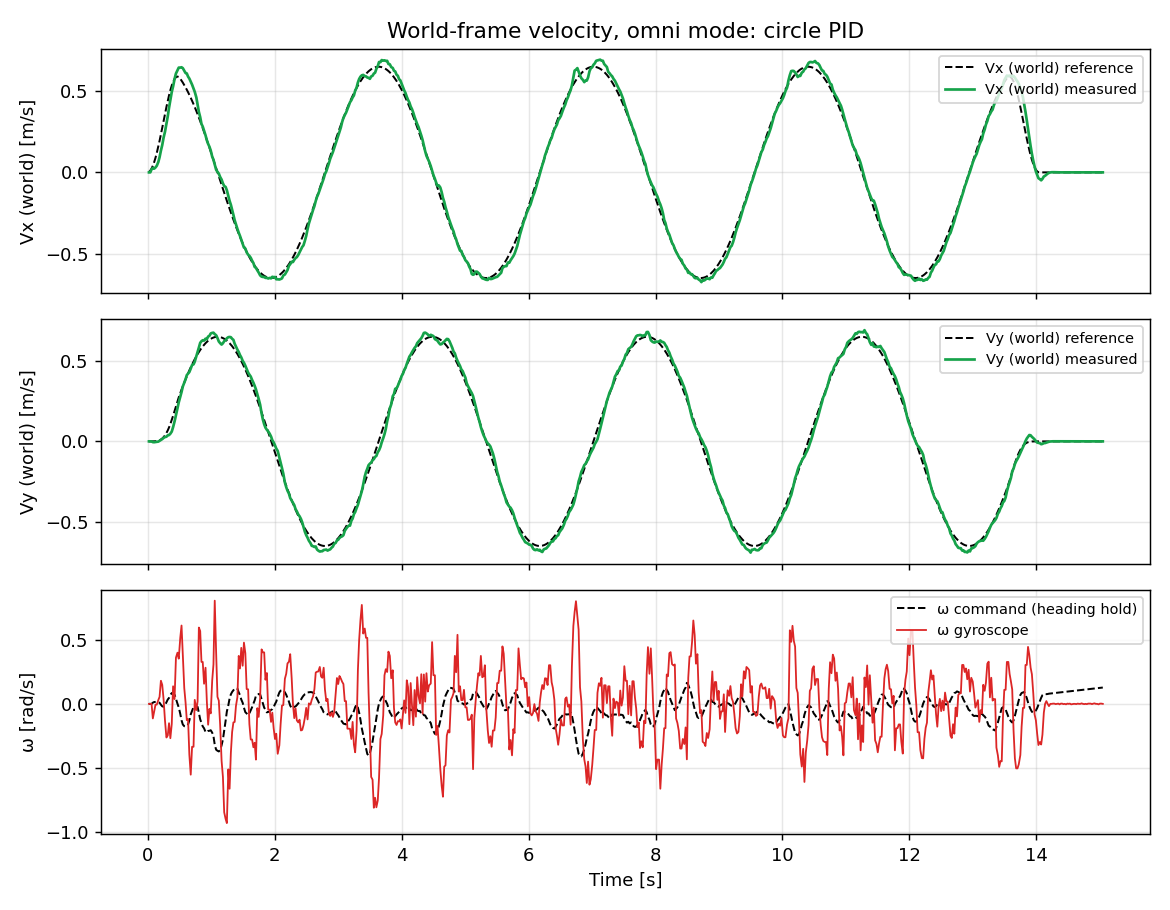 World-frame velocity, omni mode: circle PID
Vx (world) [m/s]
0.5
0.0
−0.5
Vx (world) reference
Vx (world) measured
Vy (world) [m/s]
0.5
0.0
−0.5
Vy (world) reference
Vy (world) measured
ω [rad/s]
0.5
0.0
−0.5
−1.0
ω command (heading hold)
ω gyroscope
0 2 4 6 8 10 12 14
Time [s]